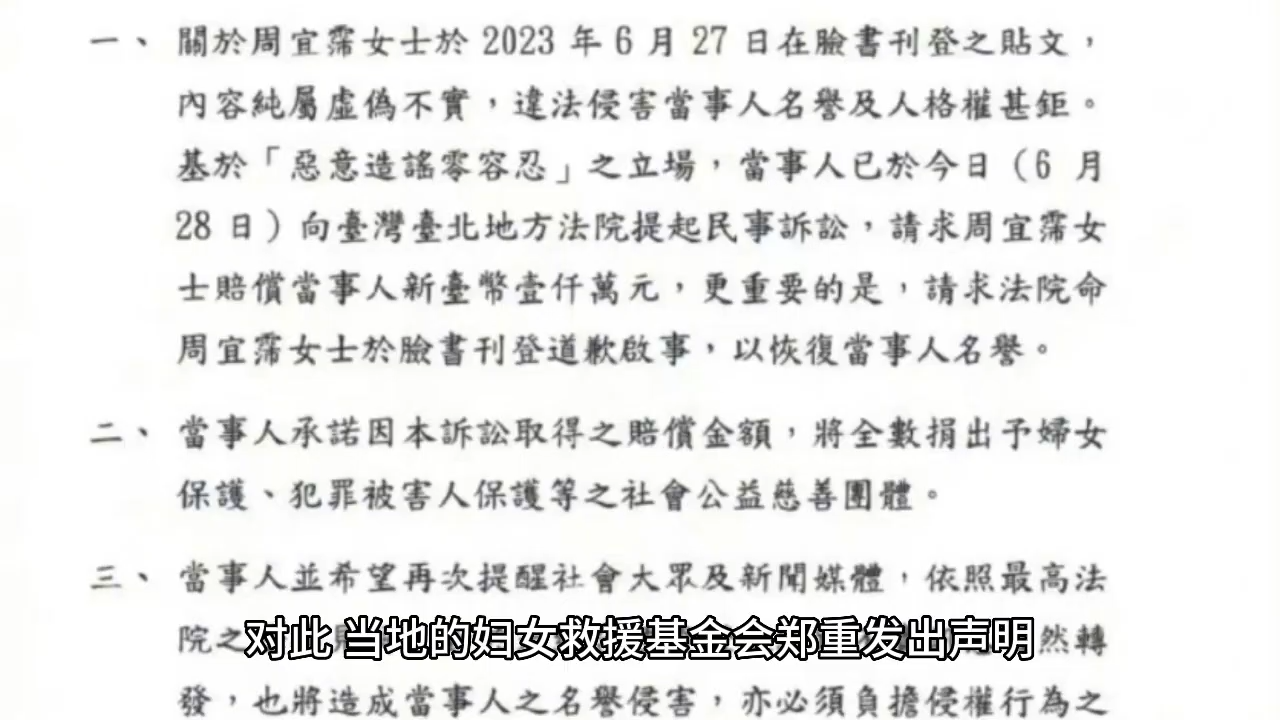 一、關於周宜霈女士於 2023 年 6 月 27 日在臉書刊登之貼文，
內容純屬虛偽不實，違法侵害當事人名譽及人格權甚鉅。
基於「惡意造謠零容忍」之立場，當事人已於今日（6 月
28 日）向臺灣臺北地方法院提起民事訴訟，請求周宜霈女
士賠償當事人新臺幣壹仟萬元，更重要的是，請求法院命
周宜霈女士於臉書刊登道歉啟事，以恢復當事人名譽。
二、當事人承諾因本訴訟取得之賠償金額，將全數捐出予婦女
保護、犯罪被害人保護等之社會公益慈善團體。
三、當事人並希望再次提醒社會大眾及新聞媒體，依照最高法
院之 然轉
發，也將造成當事人之名譽侵害，亦必須負擔侵權行為之
对此 当地的妇女救援基金会郑重发出声明